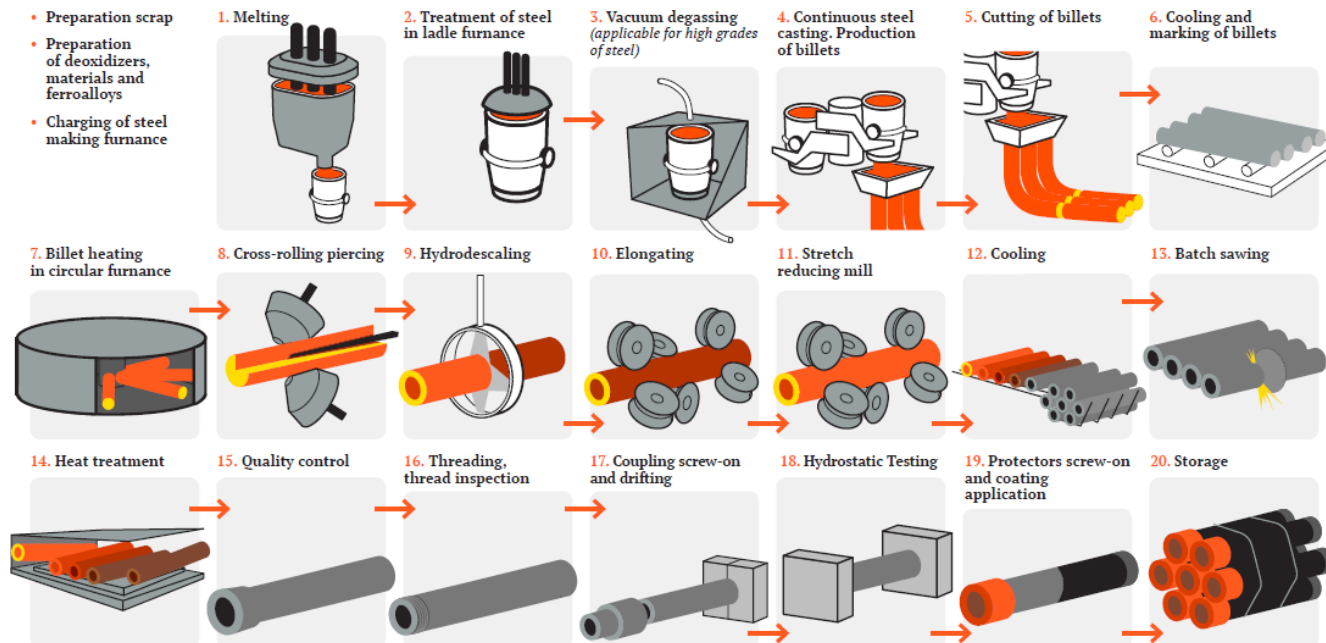 • Preparation scrap
• Preparation
of deoxidizers,
materials and
ferroalloys
• Charging of steel
making furnance
1. Melting
2. Treatment of steel
in ladle furnance
3. Vacuum degassing
(applicable for high grades
of steel)
4. Continuous steel
casting. Production
of billets
5. Cutting of billets
6. Cooling and
marking of billets
7. Billet heating
in circular furnance
8. Cross-rolling piercing
9. Hydrodescaling
10. Elongating
11. Stretch
reducing mill
12. Cooling
13. Batch sawing
14. Heat treatment
15. Quality control
16. Threading,
thread inspection
17. Coupling screw-on
and drifting
18. Hydrostatic Testing
19. Protectors screw-on
and coating
application
20. Storage